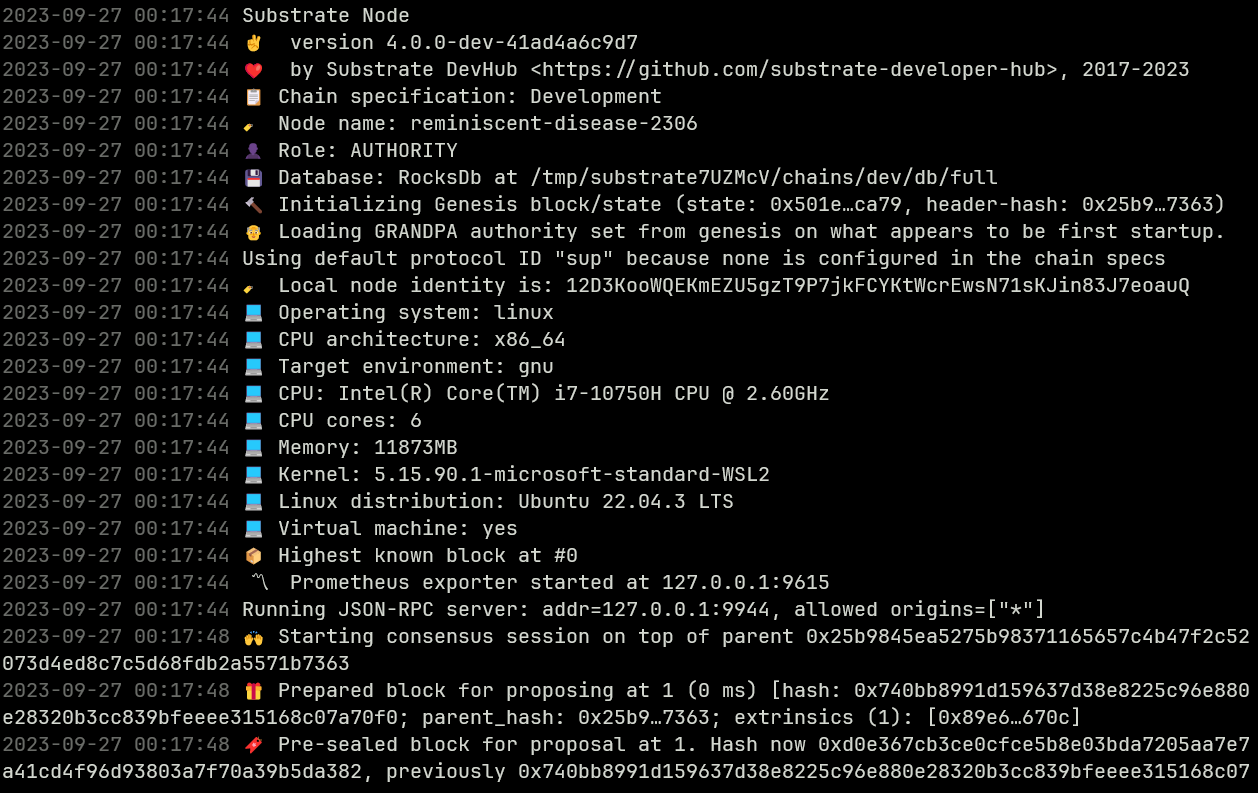 2023-09-27 00:17:44 Substrate Node
2023-09-27 00:17:44 ✌️  version 4.0.0-dev-41ad4a6c9d7
2023-09-27 00:17:44 ❤️  by Substrate DevHub <https://github.com/substrate-developer-hub>, 2017-2023
2023-09-27 00:17:44 📋 Chain specification: Development
2023-09-27 00:17:44 🏷 Node name: reminiscent-disease-2306
2023-09-27 00:17:44 👤 Role: AUTHORITY
2023-09-27 00:17:44 💾 Database: RocksDb at /tmp/substrate7UZMcV/chains/dev/db/full
2023-09-27 00:17:44 🔨 Initializing Genesis block/state (state: 0x501e…ca79, header-hash: 0x25b9…7363)
2023-09-27 00:17:44 👴 Loading GRANDPA authority set from genesis on what appears to be first startup.
2023-09-27 00:17:44 Using default protocol ID "sup" because none is configured in the chain specs
2023-09-27 00:17:44 🏷 Local node identity is: 12D3KooWQEKmEZU5gzT9P7jkFCYKtWcrEwsN71sKJin83J7eoauQ
2023-09-27 00:17:44 💻 Operating system: linux
2023-09-27 00:17:44 💻 CPU architecture: x86_64
2023-09-27 00:17:44 💻 Target environment: gnu
2023-09-27 00:17:44 💻 CPU: Intel(R) Core(TM) i7-10750H CPU @ 2.60GHz
2023-09-27 00:17:44 💻 CPU cores: 6
2023-09-27 00:17:44 💻 Memory: 11873MB
2023-09-27 00:17:44 💻 Kernel: 5.15.90.1-microsoft-standard-WSL2
2023-09-27 00:17:44 💻 Linux distribution: Ubuntu 22.04.3 LTS
2023-09-27 00:17:44 💻 Virtual machine: yes
2023-09-27 00:17:44 📦 Highest known block at #0
2023-09-27 00:17:44 〽️ Prometheus exporter started at 127.0.0.1:9615
2023-09-27 00:17:44 Running JSON-RPC server: addr=127.0.0.1:9944, allowed origins=["*"]
2023-09-27 00:17:48 🙌 Starting consensus session on top of parent 0x25b9845ea5275b98371165657c4b47f2c52
073d4ed8c7c5d68fdb2a5571b7363
2023-09-27 00:17:48 🎁 Prepared block for proposing at 1 (0 ms) [hash: 0x740bb8991d159637d38e8225c96e880
e28320b3cc839bfeeee315168c07a70f0; parent_hash: 0x25b9…7363; extrinsics (1): [0x89e6…670c]
2023-09-27 00:17:48 🔖 Pre-sealed block for proposal at 1. Hash now 0xd0e367cb3ce0cfce5b8e03bda7205aa7e7
a41cd4f96d93803a7f70a39b5da382, previously 0x740bb8991d159637d38e8225c96e880e28320b3cc839bfeeee315168c07